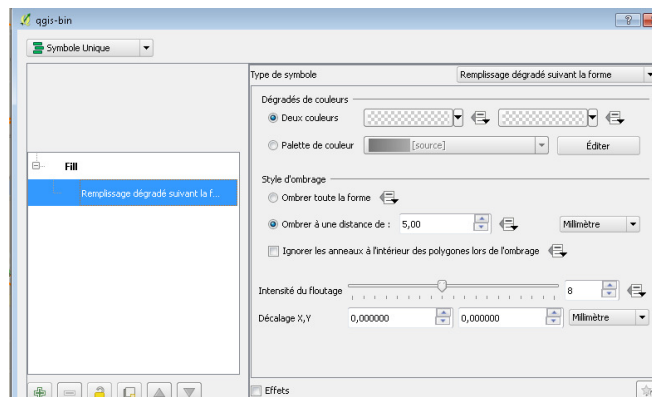 qgis-bin
Symbole Unique
Type de symbole
Remplissage dégradé suivant la forme
Dégradés de couleurs
Deux couleurs
Palette de couleur
[source]
Éditer
Fill
Remplissage dégradé suivant la f...
Style d'ombrage
Ombrer toute la forme
Ombrer à une distance de :
5,00
Millimètre
Ignorer les anneaux à l'intérieur des polygones lors de l'ombrage
Intensité du floutage
8
Décalage X,Y
0,000000
0,000000
Millimètre
Effets